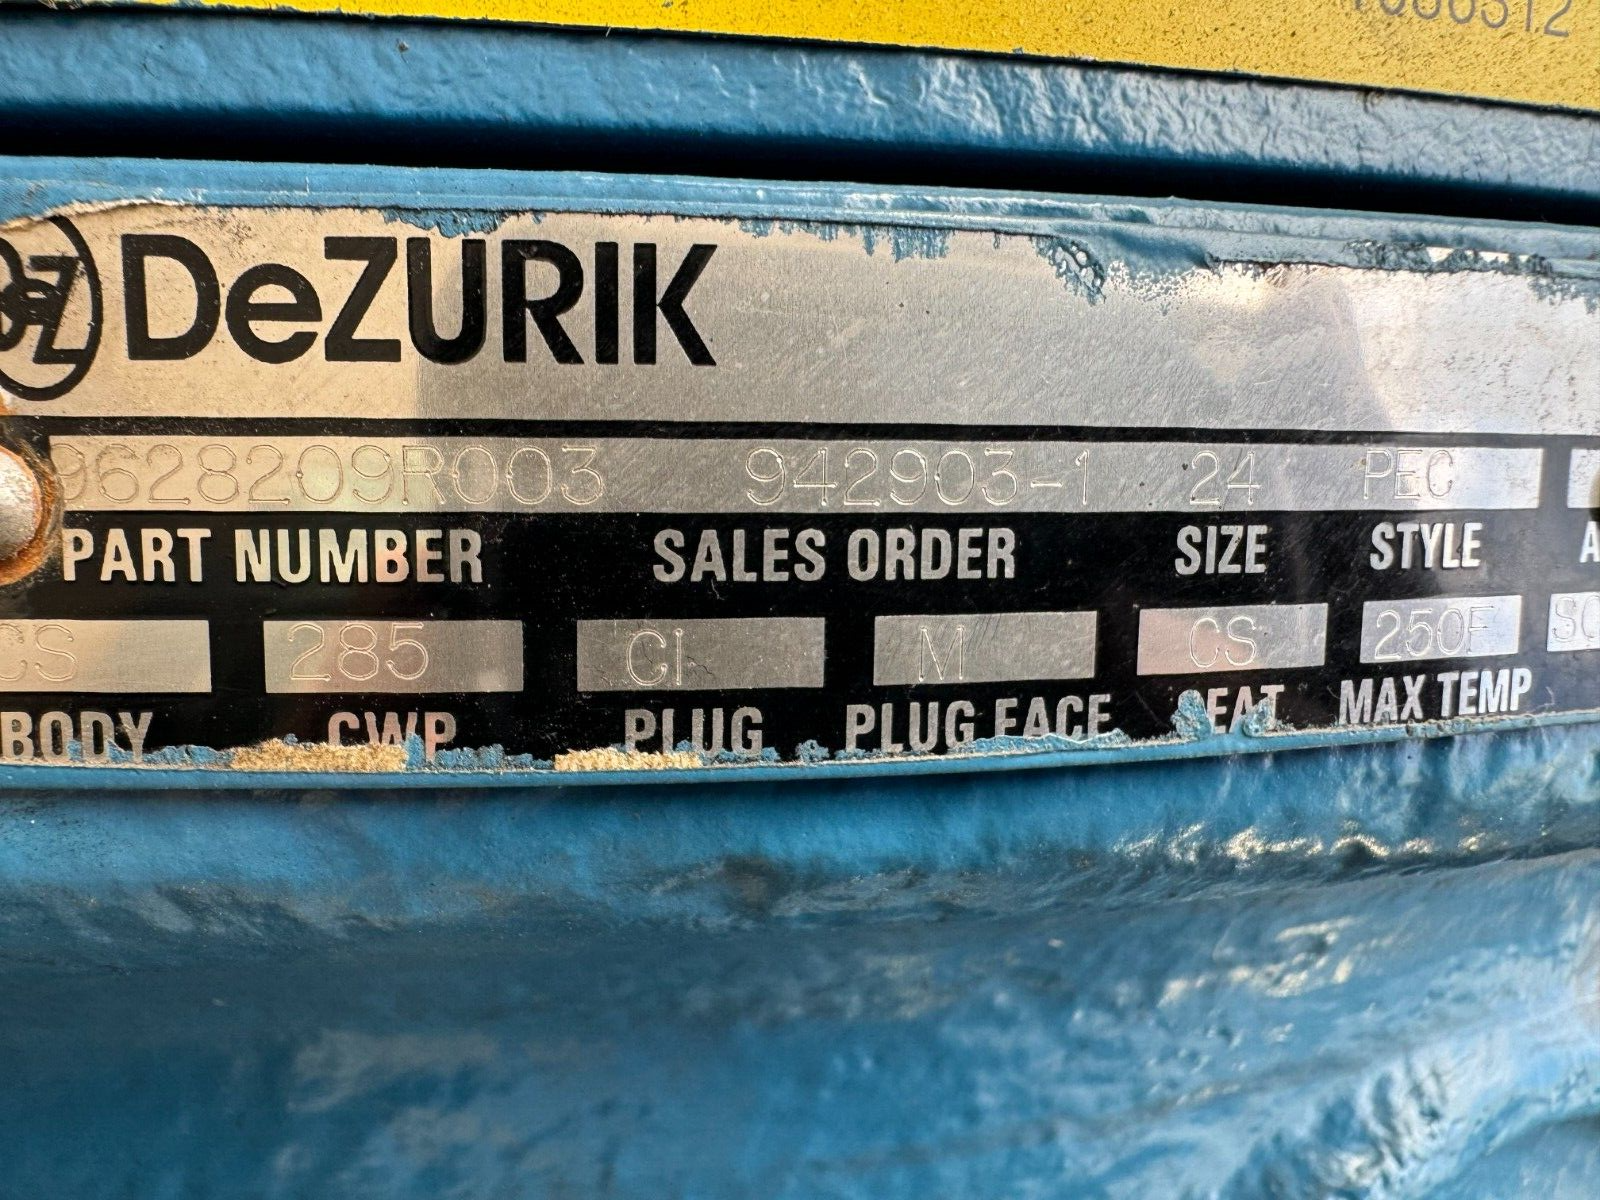 DeZURIK
9628209R003 942903-1 24 PEC
PART NUMBER SALES ORDER SIZE STYLE
CS 285 CI M CS 250F
BODY CWP PLUG PLUG FACE SEAT MAX TEMP